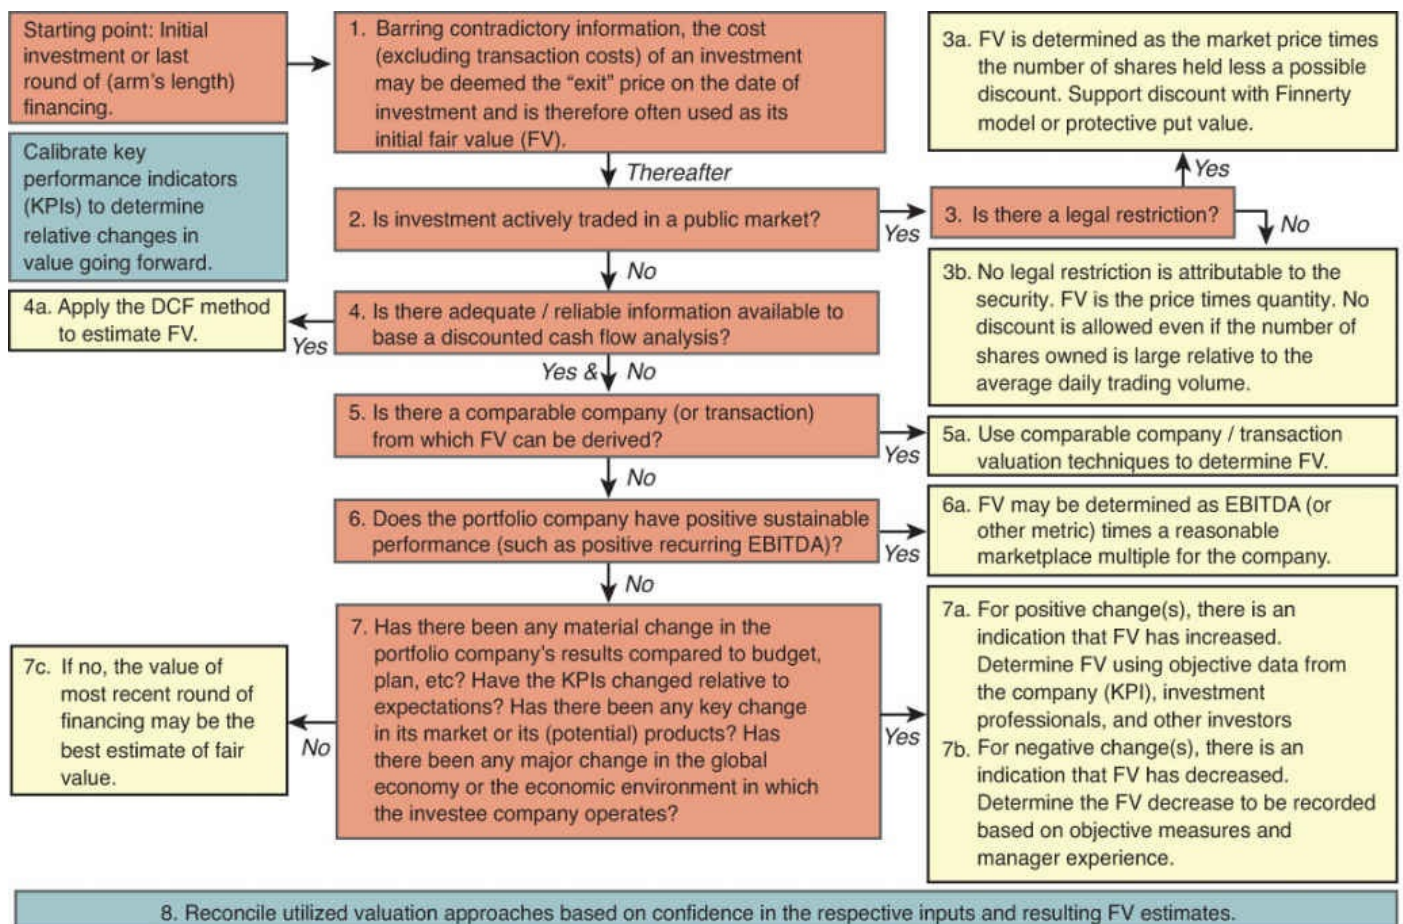 Starting point: Initial
investment or last
round of (arm's length)
financing.
1. Barring contradictory information, the cost
(excluding transaction costs) of an investment
may be deemed the “exit” price on the date of
investment and is therefore often used as its
initial fair value (FV).
3a. FV is determined as the market price times
the number of shares held less a possible
discount. Support discount with Finnerty
model or protective put value.
Calibrate key
performance indicators
(KPIs) to determine
relative changes in
value going forward.
Thereafter
Yes
2. Is investment actively traded in a public market?
Yes
3. Is there a legal restriction?
No
No
3b. No legal restriction is attributable to the
security. FV is the price times quantity. No
discount is allowed even if the number of
shares owned is large relative to the
average daily trading volume.
4a. Apply the DCF method
to estimate FV.
Yes
4. Is there adequate / reliable information available to
base a discounted cash flow analysis?
Yes & No
5. Is there a comparable company (or transaction)
from which FV can be derived?
Yes
5a. Use comparable company / transaction
valuation techniques to determine FV.
No
6. Does the portfolio company have positive sustainable
performance (such as positive recurring EBITDA)?
Yes
6a. FV may be determined as EBITDA (or
other metric) times a reasonable
marketplace multiple for the company.
No
7. Has there been any material change in the
portfolio company's results compared to budget,
plan, etc? Have the KPIs changed relative to
expectations? Has there been any key change
in its market or its (potential) products? Has
there been any major change in the global
economy or the economic environment in which
the investee company operates?
No
7c. If no, the value of
most recent round of
financing may be the
best estimate of fair
value.
Yes
7a. For positive change(s), there is an
indication that FV has increased.
Determine FV using objective data from
the company (KPI), investment
professionals, and other investors
7b. For negative change(s), there is an
indication that FV has decreased.
Determine the FV decrease to be recorded
based on objective measures and
manager experience.
8. Reconcile utilized valuation approaches based on confidence in the respective inputs and resulting FV estimates.